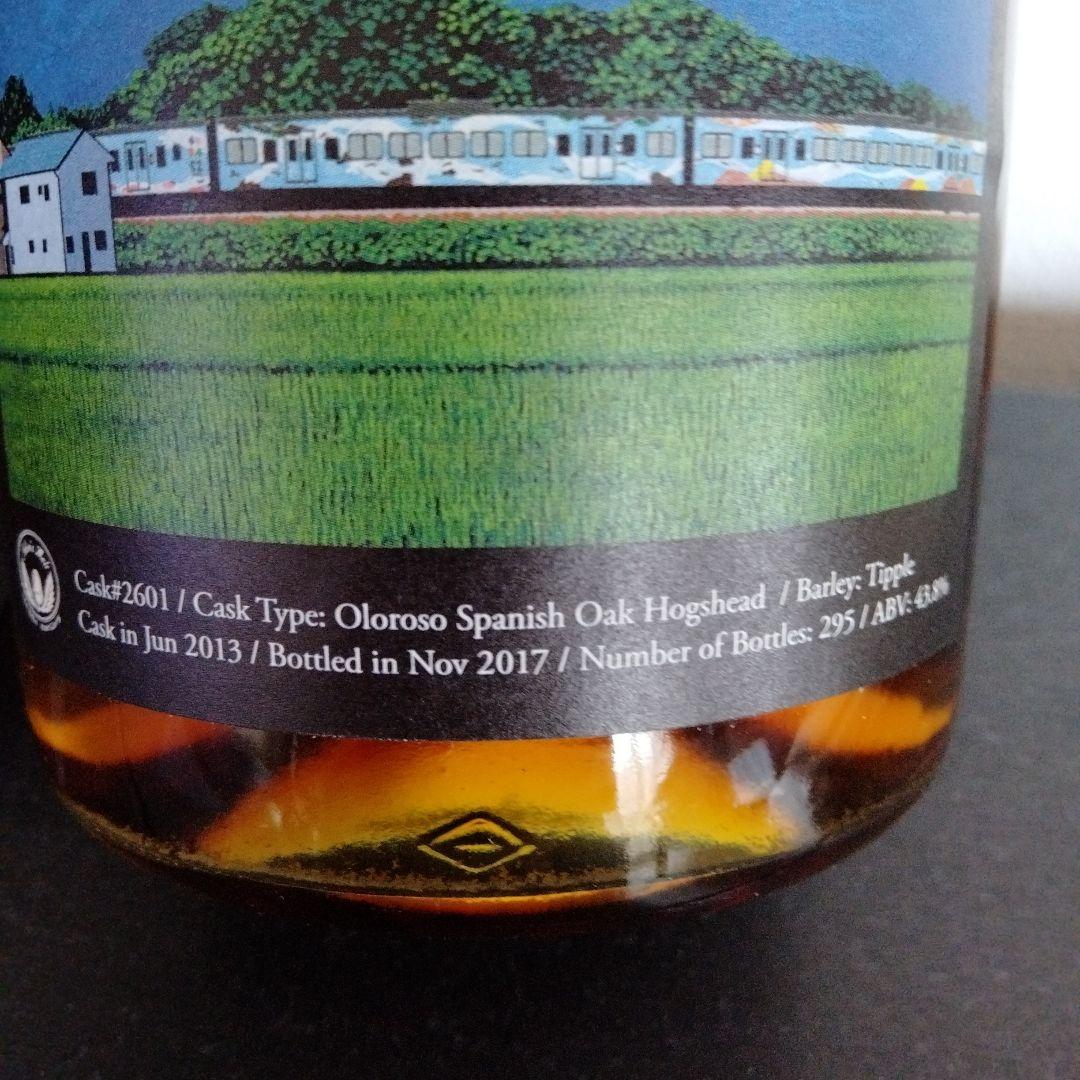 Cask#2601 / Cask Type: Oloroso Spanish Oak Hogshead / Barley: Tipple
Cask in Jun 2013 / Bottled in Nov 2017 / Number of Bottles: 295 / ABV: 43.8%